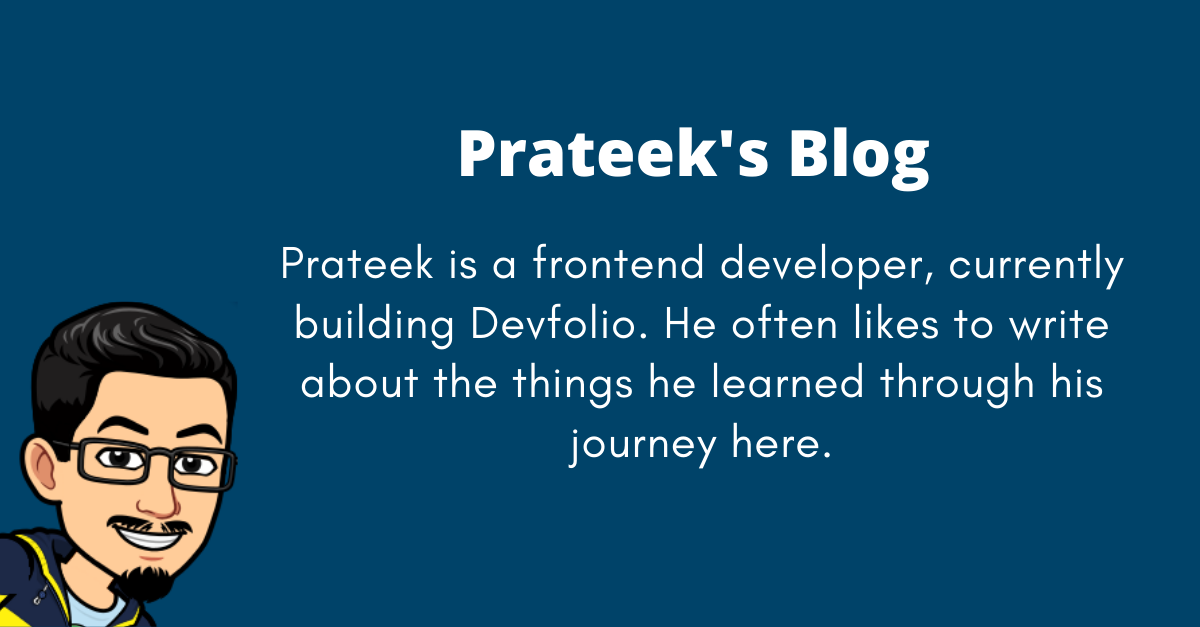 Prateek's Blog
Prateek is a frontend developer, currently
building Devfolio. He often likes to write
about the things he learned through his
journey here.